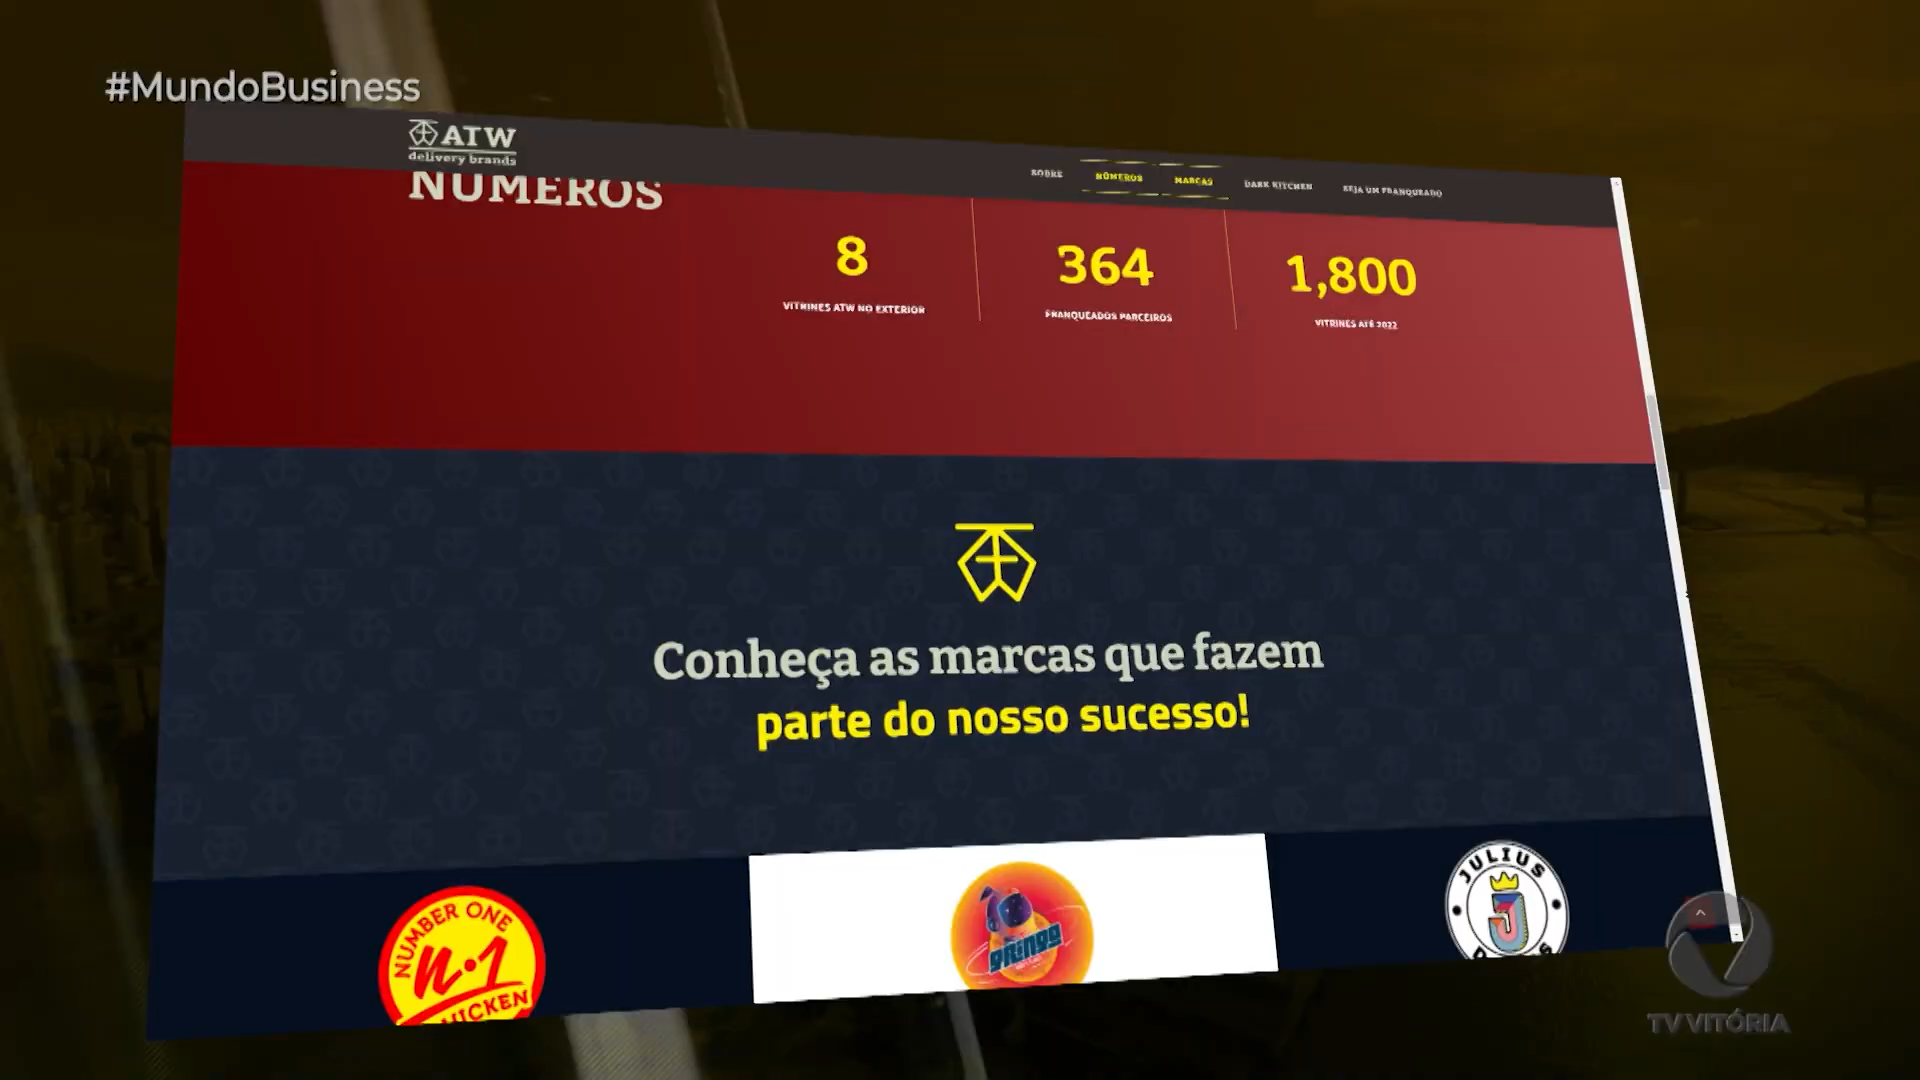 #MundoBusiness
ATW
delivery brands
SOBRE
NÚMEROS
MARCAS
DARK KITCHEN
SEJA UM FRANQUEADO
NÚMEROS
8
VITRINES ATW NO EXTERIOR
364
FRANQUEADOS PARCEIROS
1,800
VITRINES ATÉ 2022
Conheça as marcas que fazem
parte do nosso sucesso!
NUMBER ONE
n.1
gringo
JULIUS
J
TV VITÓRIA